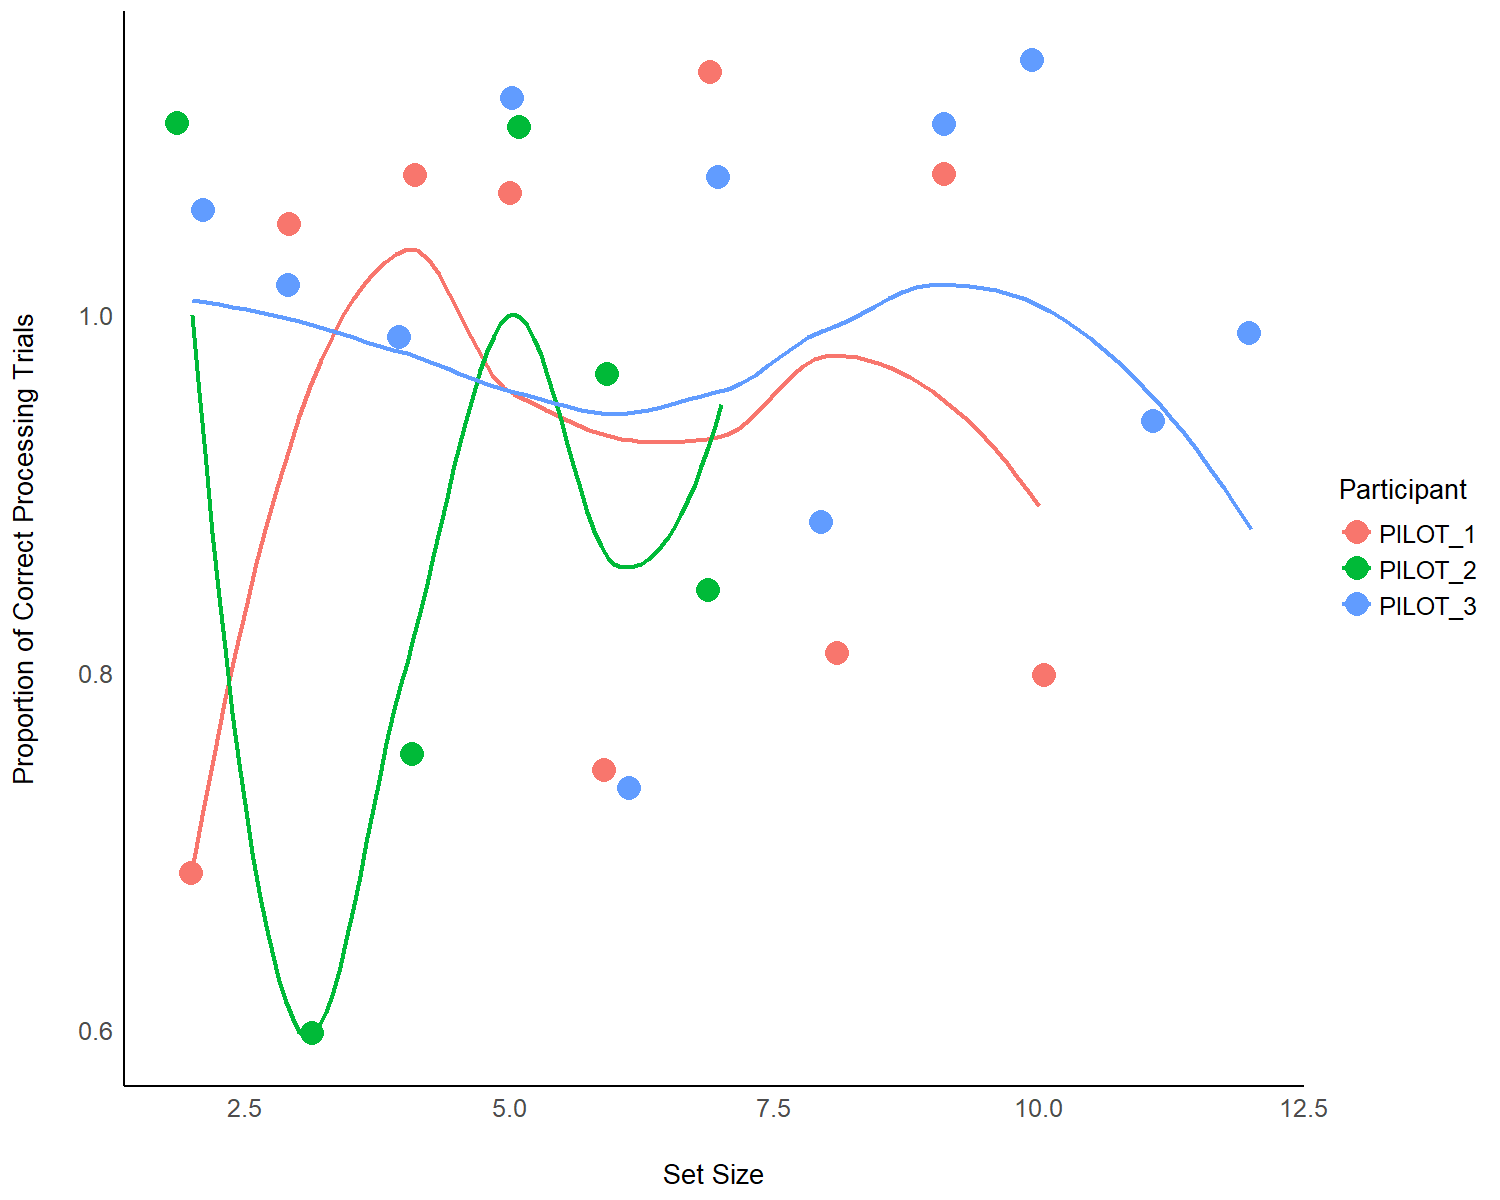 Proportion of Correct Processing Trials
1.0
0.8
0.6
2.5
5.0
7.5
10.0
12.5
Set Size
Participant
PILOT_1
PILOT_2
PILOT_3